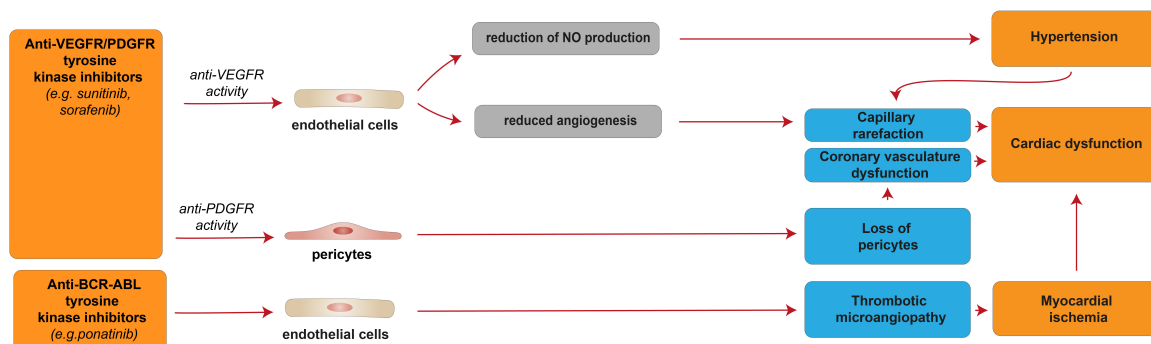 Anti-VEGFR/PDGFR
tyrosine
kinase inhibitors
(e.g. sunitinib,
sorafenib)
anti-VEGFR
activity
endothelial cells
reduction of NO production
reduced angiogenesis
Hypertension
Capillary
rarefaction
Coronary vasculature
dysfunction
Cardiac dysfunction
anti-PDGFR
activity
pericytes
Loss of
pericytes
Anti-BCR-ABL
tyrosine
kinase inhibitors
(e.g.ponatinib)
endothelial cells
Thrombotic
microangiopathy
Myocardial
ischemia